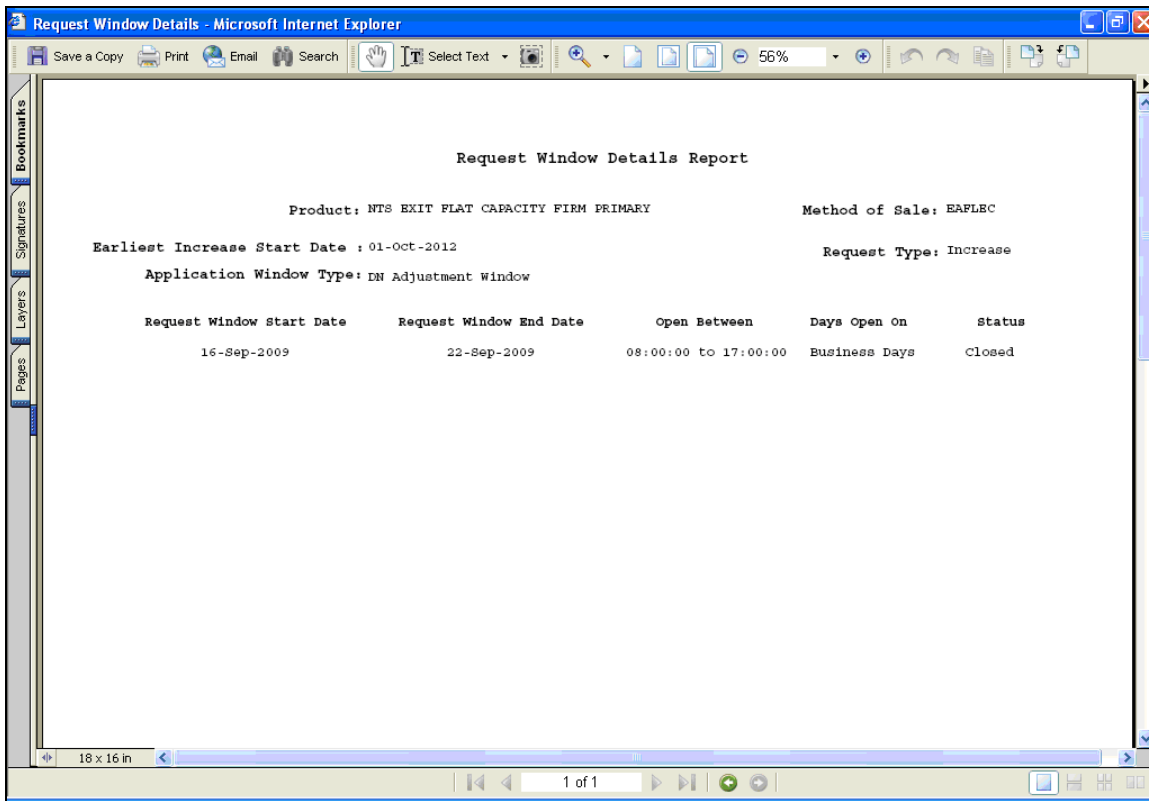 Request Window Details - Microsoft Internet Explorer
Save a Copy Print Email Search Select Text 56%
Bookmarks
Signatures
Layers
Pages
Request Window Details Report
Product: NTS EXIT FLAT CAPACITY FIRM PRIMARY Method of Sale: EAFLEC
Earliest Increase Start Date : 01-Oct-2012 Request Type: Increase
Application Window Type: DN Adjustment Window
Request Window Start Date Request Window End Date Open Between Days Open On Status
16-Sep-2009 22-Sep-2009 08:00:00 to 17:00:00 Business Days Closed
18 x 16 in
1 of 1